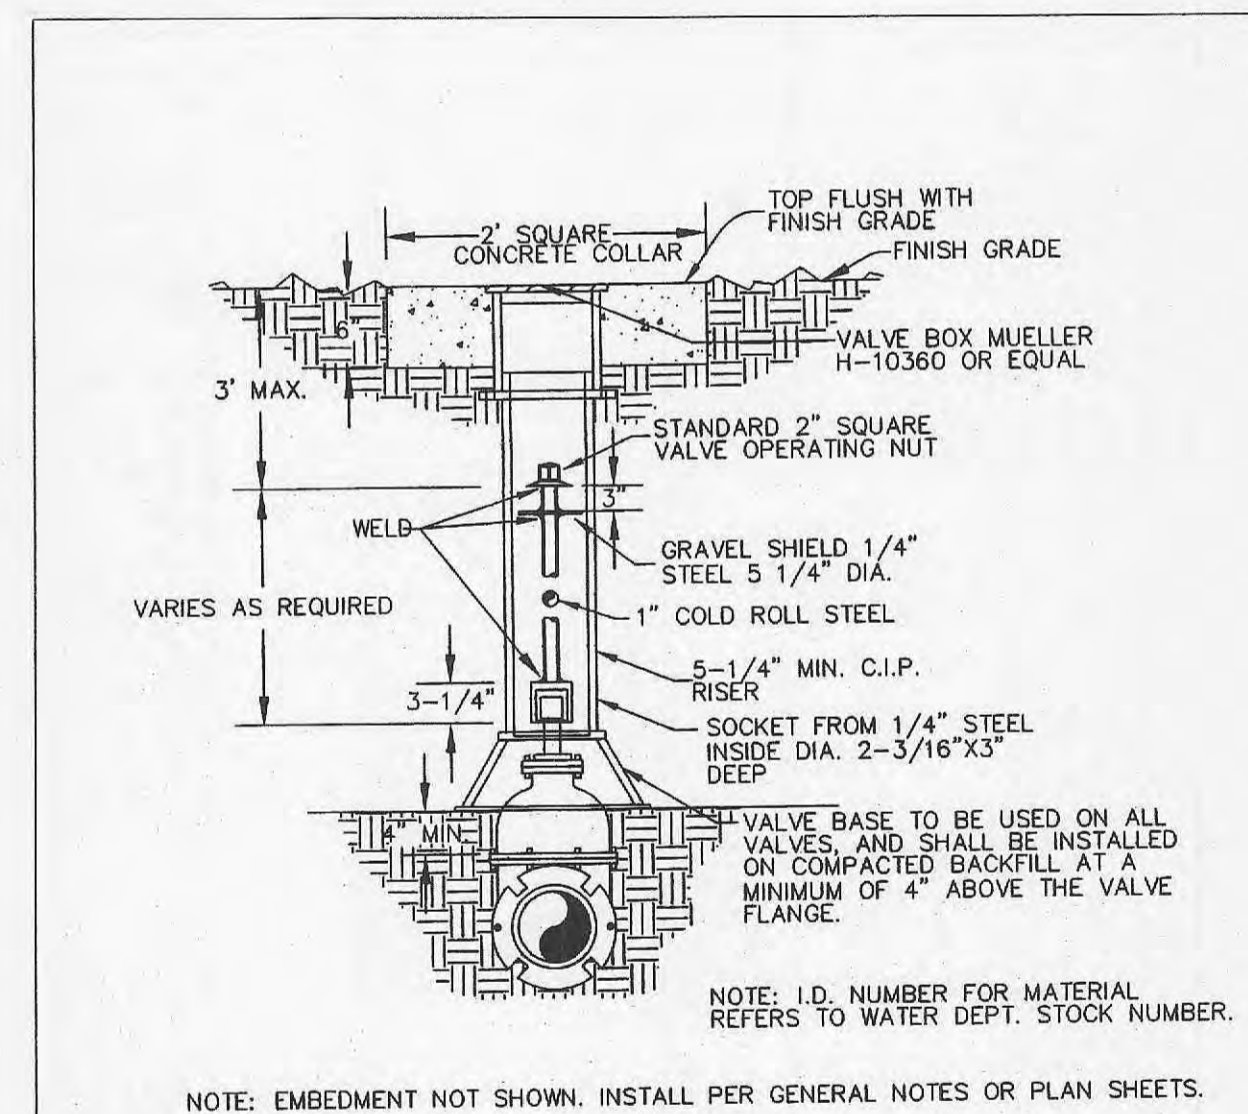 TOP FLUSH WITH
FINISH GRADE
2' SQUARE
CONCRETE COLLAR
FINISH GRADE
6"
VALVE BOX MUELLER
H-10360 OR EQUAL
3' MAX.
STANDARD 2" SQUARE
VALVE OPERATING NUT
3"
WELD
GRAVEL SHIELD 1/4"
STEEL 5 1/4" DIA.
VARIES AS REQUIRED
1" COLD ROLL STEEL
5-1/4" MIN. C.I.P.
RISER
3-1/4"
SOCKET FROM 1/4" STEEL
INSIDE DIA. 2-3/16"X3"
DEEP
4" MIN.
VALVE BASE TO BE USED ON ALL
VALVES, AND SHALL BE INSTALLED
ON COMPACTED BACKFILL AT A
MINIMUM OF 4" ABOVE THE VALVE
FLANGE.
NOTE: I.D. NUMBER FOR MATERIAL
REFERS TO WATER DEPT. STOCK NUMBER.
NOTE: EMBEDMENT NOT SHOWN. INSTALL PER GENERAL NOTES OR PLAN SHEETS.